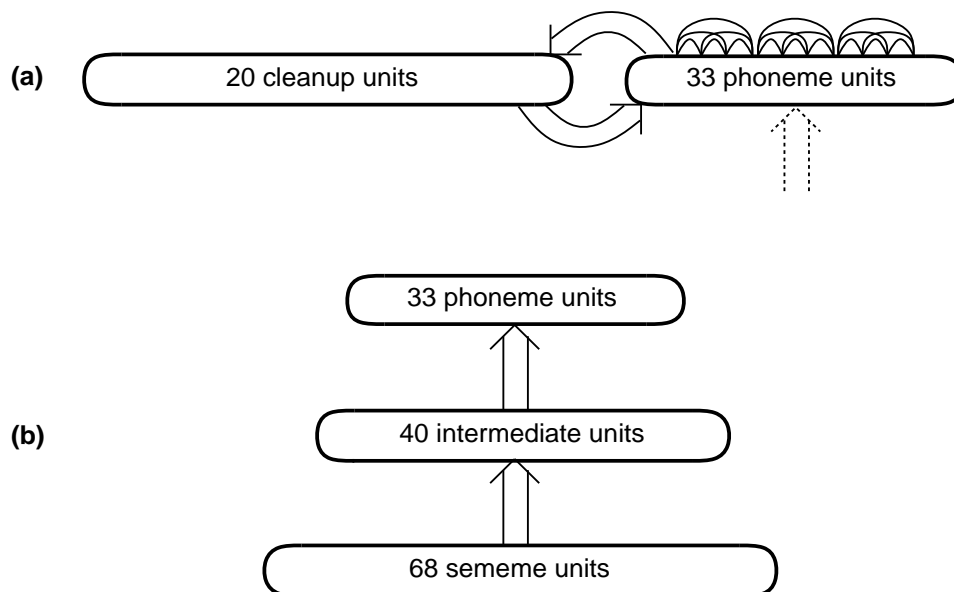 (a)
20 cleanup units
33 phoneme units
33 phoneme units
(b)
40 intermediate units
68 sememe units